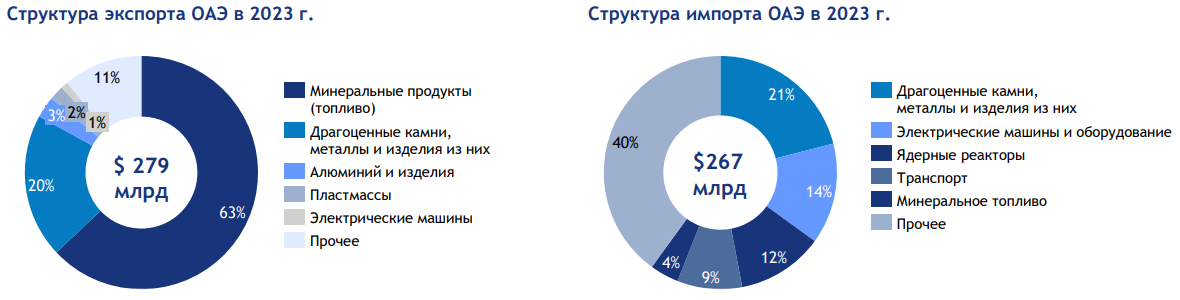 Структура экспорта ОАЭ в 2023 г.
11%
3%
2%
1%
20%
63%
$ 279
млрд
Минеральные продукты
(топливо)
Драгоценные камни,
металлы и изделия из них
Алюминий и изделия
Пластмассы
Электрические машины
Прочее
Структура импорта ОАЭ в 2023 г.
21%
40%
14%
12%
9%
4%
$267
млрд
Драгоценные камни,
металлы и изделия из них
Электрические машины и оборудование
Ядерные реакторы
Транспорт
Минеральное топливо
Прочее